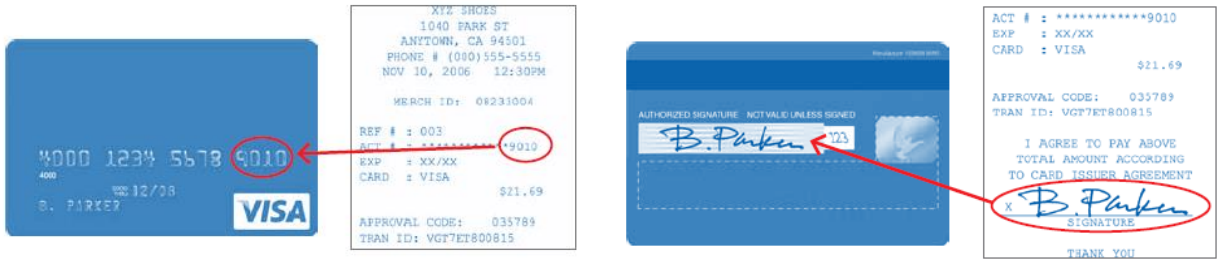 4000 1234 5678 9010
4000
12/08
B. PARKER
VISA
XYZ SHOES
1040 PARK ST
ANYTOWN, CA 94501
PHONE # (000)555-5555
NOV 10, 2006 12:30PM
MERCH ID: 08233004
REF # : 003
ACT # : ************9010
EXP : XX/XX
CARD : VISA
$21.69
APPROVAL CODE: 035789
TRAN ID: VGT7ET800815
AUTHORIZED SIGNATURE NOT VALID UNLESS SIGNED
B. Parker
123
ACT # : ************9010
EXP : XX/XX
CARD : VISA
$21.69
APPROVAL CODE: 035789
TRAN ID: VGT7ET800815
I AGREE TO PAY ABOVE
TOTAL AMOUNT ACCORDING
TO CARD ISSUER AGREEMENT
X B. Parker
SIGNATURE
THANK YOU